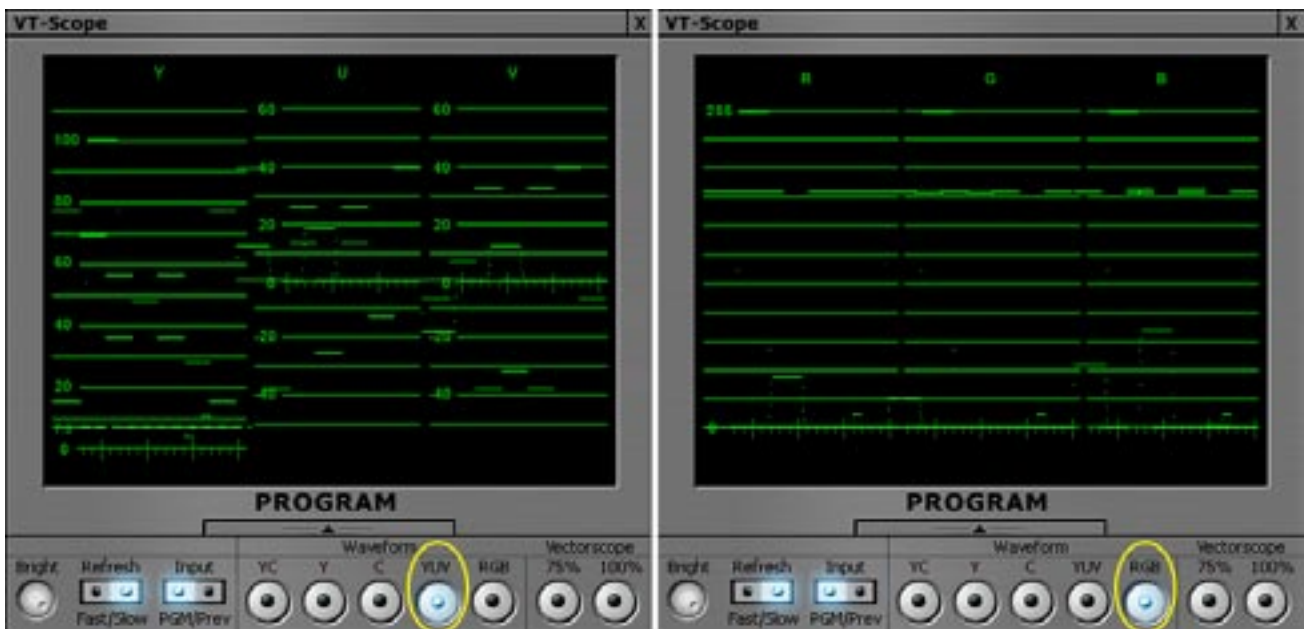 VT-Scope X
Y U V
60 60
100
40 40
80
20 20
60
0 0
40
-20 -20
20
-40 -40
7.5
0
PROGRAM
Waveform Vectorscope
Bright Refresh Input YC Y C YUV RGB 75% 100%
Fast/Slow PGM/Prev
VT-Scope X
R G B
255
0
PROGRAM
Waveform Vectorscope
Bright Refresh Input YC Y C YUV RGB 75% 100%
Fast/Slow PGM/Prev